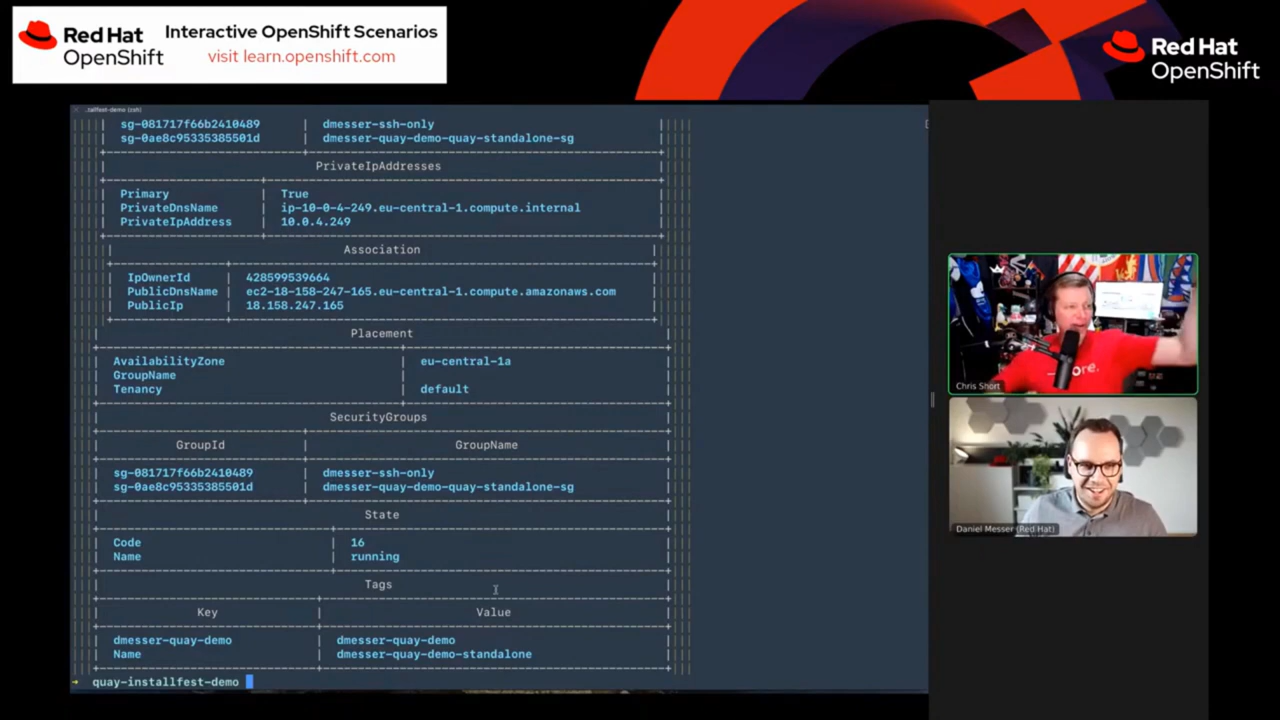 Red Hat
OpenShift
Interactive OpenShift Scenarios
visit learn.openshift.com
Red Hat
OpenShift
..tallfest-demo (zsh)
sg-081717f66b2410489 dmesser-ssh-only
sg-0ae8c95335385501d dmesser-quay-demo-quay-standalone-sg
PrivateIpAddresses
Primary True
PrivateDnsName ip-10-0-4-249.eu-central-1.compute.internal
PrivateIpAddress 10.0.4.249
Association
IpOwnerId 428599539664
PublicDnsName ec2-18-158-247-165.eu-central-1.compute.amazonaws.com
PublicIp 18.158.247.165
Placement
AvailabilityZone eu-central-1a
GroupName
Tenancy default
SecurityGroups
GroupId GroupName
sg-081717f66b2410489 dmesser-ssh-only
sg-0ae8c95335385501d dmesser-quay-demo-quay-standalone-sg
State
Code 16
Name running
Tags
Key Value
dmesser-quay-demo dmesser-quay-demo
Name dmesser-quay-demo-standalone
→ quay-installfest-demo
Chris Short
Daniel Messer (Red Hat)